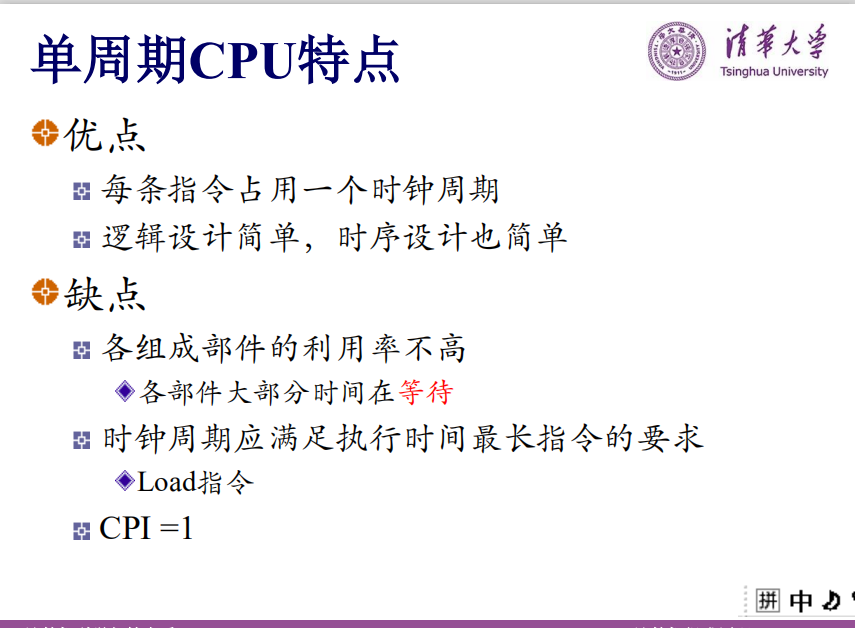 单周期CPU特点
清华大学
Tsinghua University
优点
每条指令占用一个时钟周期
逻辑设计简单，时序设计也简单
缺点
各组成部件的利用率不高
各部件大部分时间在等待
时钟周期应满足执行时间最长指令的要求
Load指令
CPI =1
拼 中